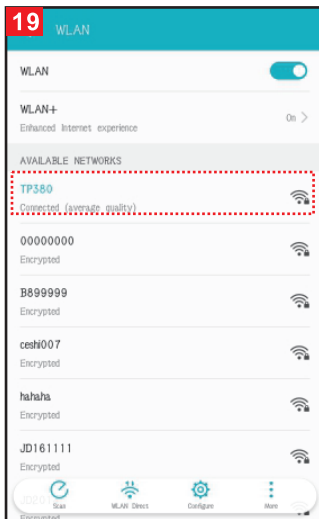 19
WLAN
WLAN
WLAN+
On >
Enhanced Internet experience
AVAILABLE NETWORKS
TP380
Connected (average quality)
00000000
Encrypted
B899999
Encrypted
ceshi007
Encrypted
hahaha
Encrypted
JD161111
Encrypted
Scan
WLAN Direct
Configure
More
Encrypted